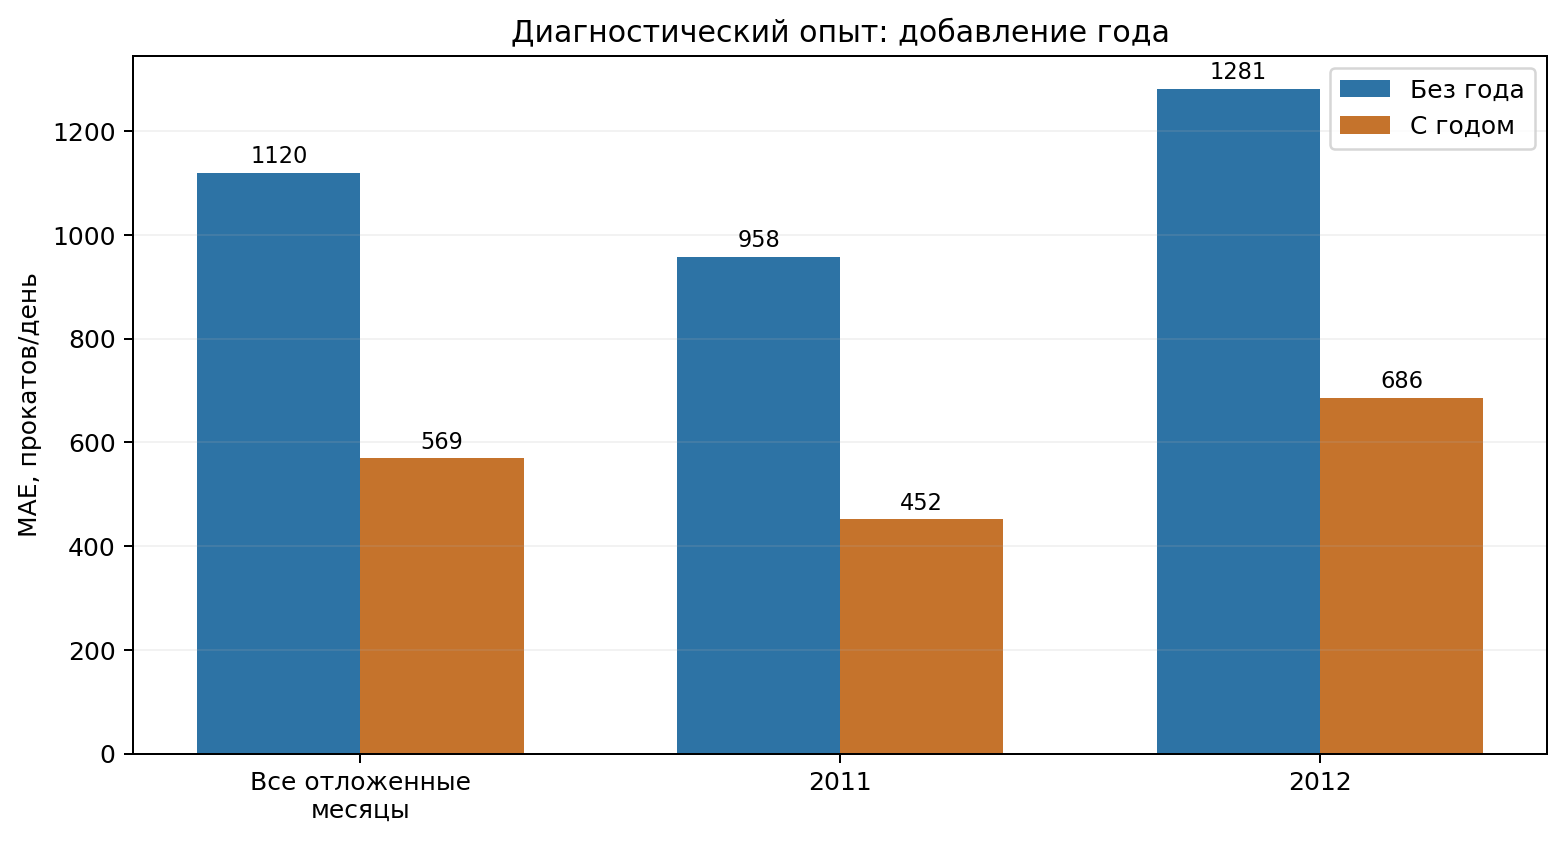 Диагностический опыт: добавление года
МАЕ, прокатов/день
1200
1000
800
600
400
200
0
1120
569
958
452
1281
686
Без года
С годом
Все отложенные
месяцы
2011
2012